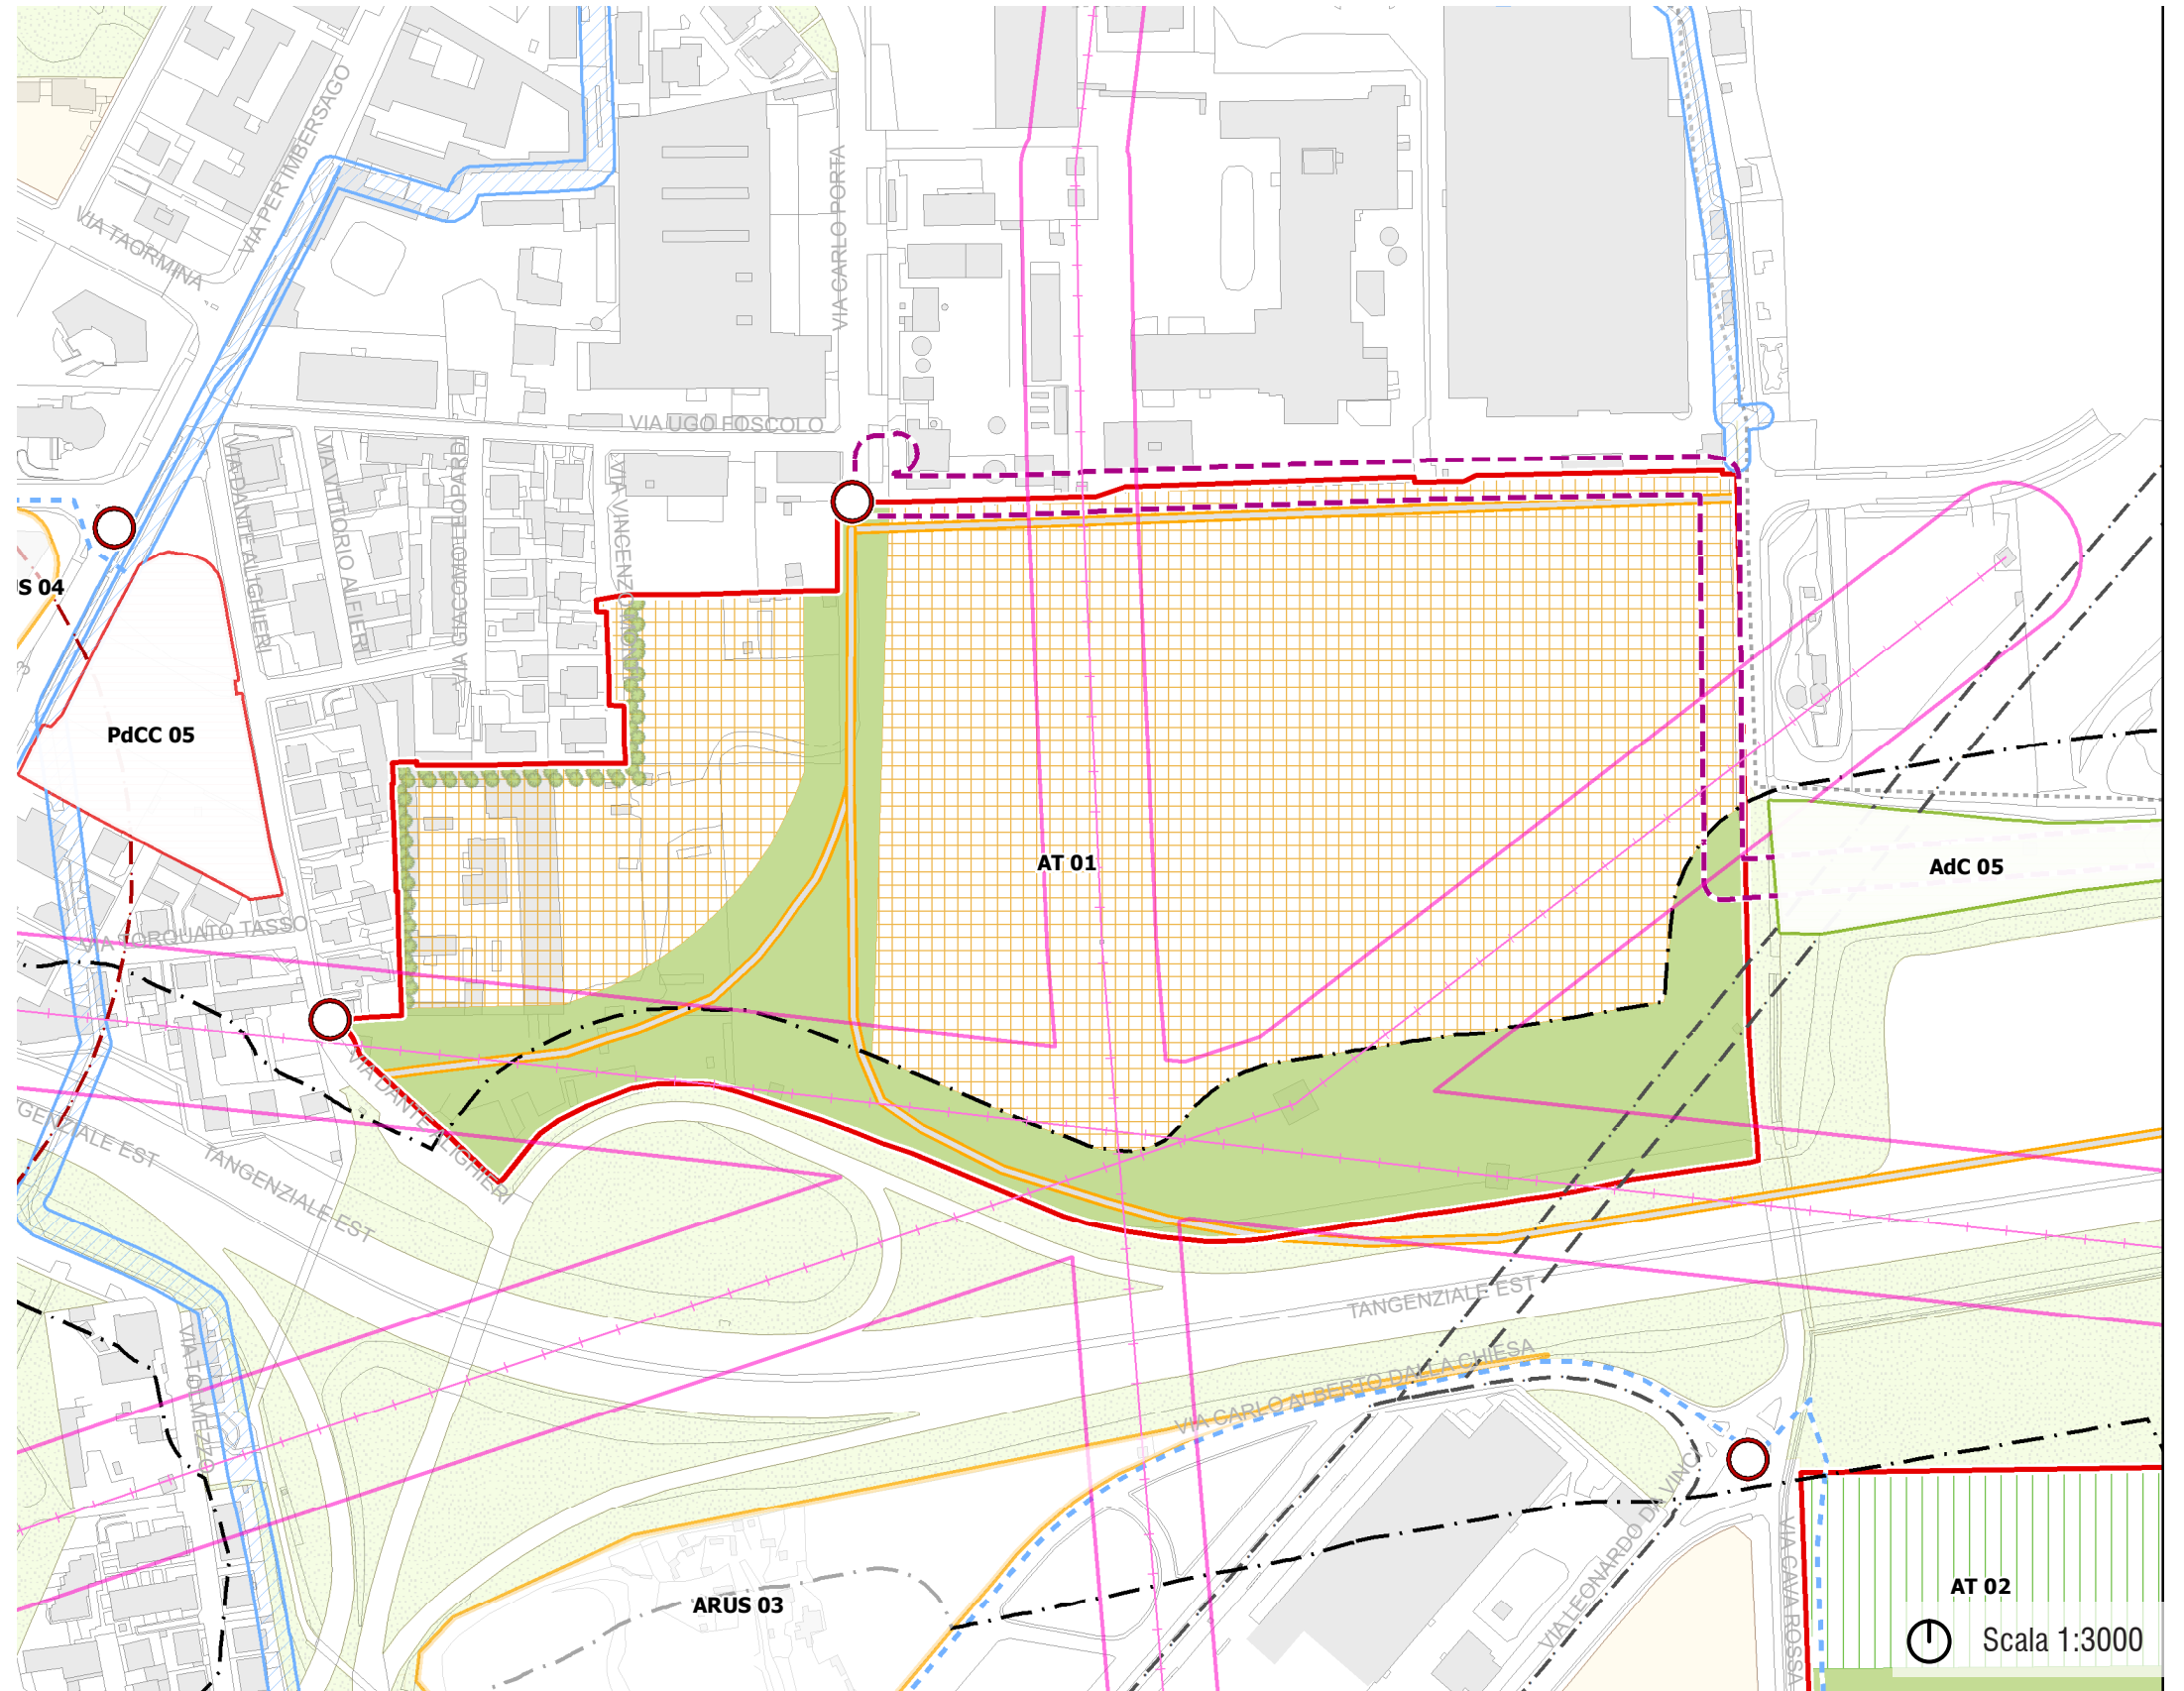 VIA PER IMBERSAGO
VIA TAORMINA
VIA CARLO PORTA
VIA UGO FOSCOLO
VIA DANTE ALIGHIERI
VIA VITTORIO ALFIERI
VIA GIACOMO LEOPARDI
VIA VINCENZO
S 04
PdCC 05
AT 01
AdC 05
VIA TORQUATO TASSO
VIA DANTE ALIGHIERI
GENZIALE EST
TANGENZIALE EST
TANGENZIALE EST
VIA CARLO ALBERTO DALLA CHIESA
VIA TOLMEZZO
VIA LEONARDO DA VINCI
VIA CAVA ROSSA
ARUS 03
AT 02
Scala 1:3000